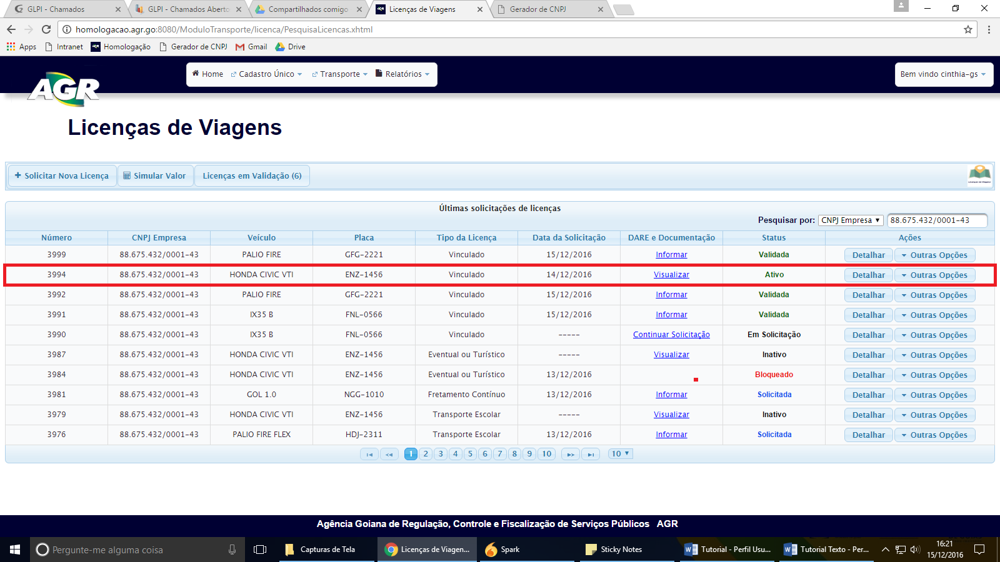 GLPI - Chamados
GLPI - Chamados Aberto
Compartilhados comigo
AGR Licenças de Viagens
Gerador de CNPJ
homologacao.agr.go:8080/ModuloTransporte/licenca/PesquisaLicencas.xhtml
Apps Intranet AGR Homologação Gerador de CNPJ Gmail Drive
AGR
Home Cadastro Único Transporte Relatórios
Bem vindo cinthia-gs
Licenças de Viagens
+ Solicitar Nova Licença Simular Valor Licenças em Validação (6)
Últimas solicitações de licenças
Pesquisar por: CNPJ Empresa 88.675.432/0001-43
Número CNPJ Empresa Veículo Placa Tipo da Licença Data da Solicitação DARE e Documentação Status Ações
3999 88.675.432/0001-43 PALIO FIRE GFG-2221 Vinculado 15/12/2016 Informar Validada Detalhar Outras Opções
3994 88.675.432/0001-43 HONDA CIVIC VTI ENZ-1456 Vinculado 14/12/2016 Visualizar Ativo Detalhar Outras Opções
3992 88.675.432/0001-43 PALIO FIRE GFG-2221 Vinculado 15/12/2016 Informar Validada Detalhar Outras Opções
3991 88.675.432/0001-43 IX35 B FNL-0566 Vinculado 15/12/2016 Informar Validada Detalhar Outras Opções
3990 88.675.432/0001-43 IX35 B FNL-0566 Vinculado ----- Continuar Solicitação Em Solicitação Detalhar Outras Opções
3987 88.675.432/0001-43 HONDA CIVIC VTI ENZ-1456 Eventual ou Turístico ----- Visualizar Inativo Detalhar Outras Opções
3984 88.675.432/0001-43 HONDA CIVIC VTI ENZ-1456 Eventual ou Turístico 13/12/2016 Bloqueado Detalhar Outras Opções
3981 88.675.432/0001-43 GOL 1.0 NGG-1010 Fretamento Contínuo 13/12/2016 Informar Solicitada Detalhar Outras Opções
3979 88.675.432/0001-43 HONDA CIVIC VTI ENZ-1456 Transporte Escolar ----- Visualizar Inativo Detalhar Outras Opções
3976 88.675.432/0001-43 PALIO FIRE FLEX HDJ-2311 Transporte Escolar 13/12/2016 Informar Solicitada Detalhar Outras Opções
1 2 3 4 5 6 7 8 9 10 10
Agência Goiana de Regulação, Controle e Fiscalização de Serviços Públicos AGR
Pergunte-me alguma coisa
Capturas de Tela
Licenças de Viagen...
Spark
Sticky Notes
Tutorial - Perfil Usu...
Tutorial Texto - Per...
16:21
15/12/2016